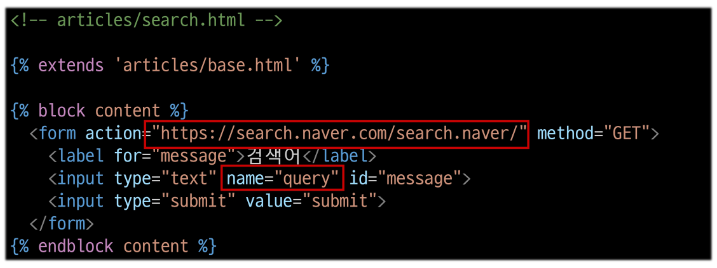 <!-- articles/search.html -->
{% extends 'articles/base.html' %}
{% block content %}
<form action="https://search.naver.com/search.naver/" method="GET">
<label for="message">검색어</label>
<input type="text" name="query" id="message">
<input type="submit" value="submit">
</form>
{% endblock content %}